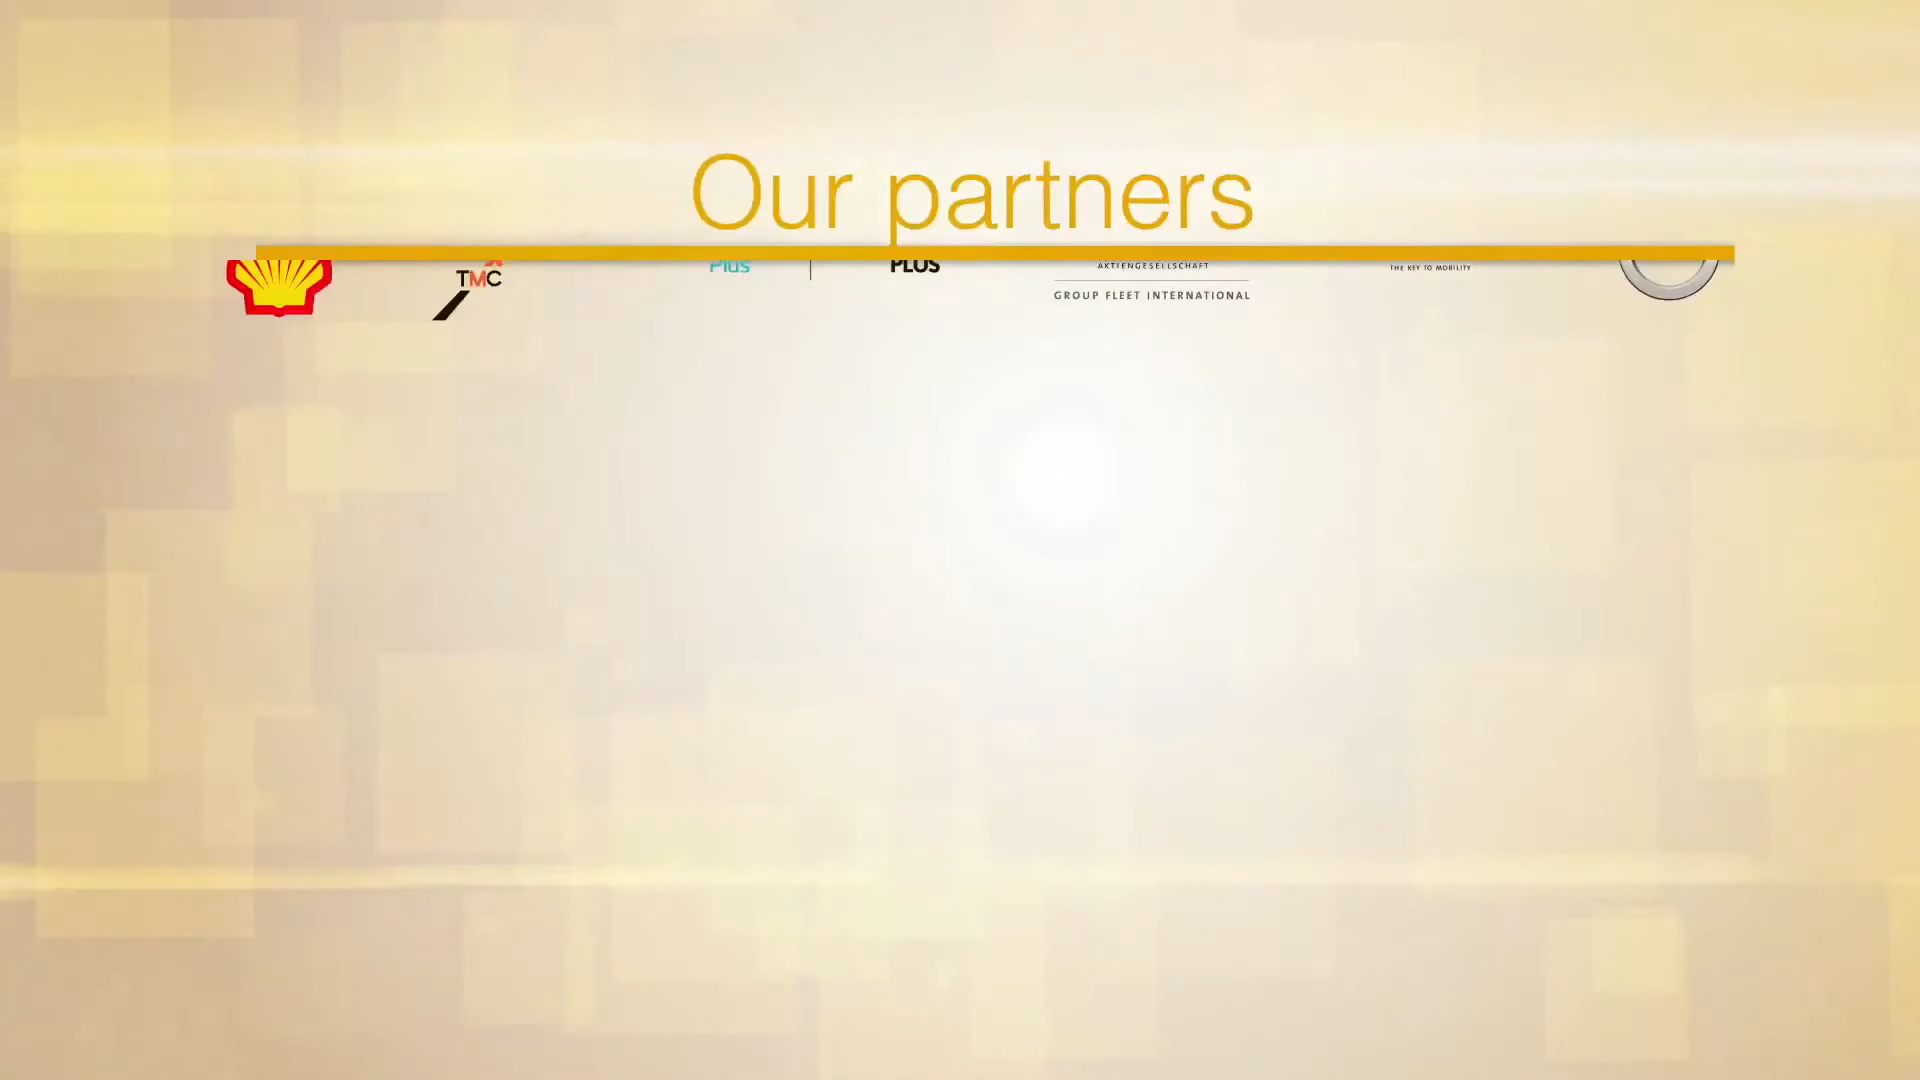 Our partners
TMC
Plus
PLUS
AKTIENGESELLSCHAFT
GROUP FLEET INTERNATIONAL
THE KEY TO MOBILITY